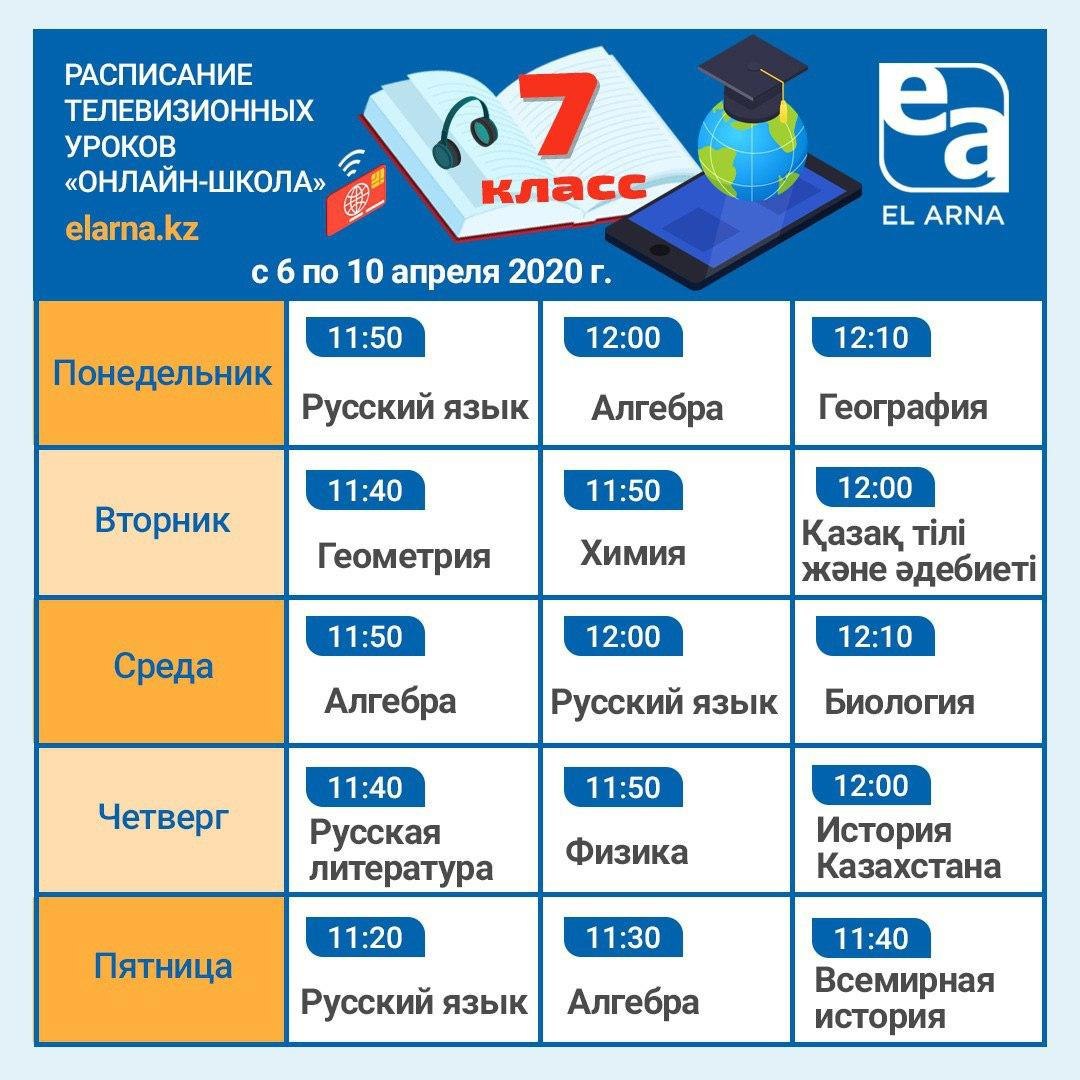 РАСПИСАНИЕ
ТЕЛЕВИЗИОННЫХ
УРОКОВ
«ОНЛАЙН-ШКОЛА»
elarna.kz
7
класс
ea
EL ARNA
с 6 по 10 апреля 2020 г.
Понедельник
11:50
Русский язык
12:00
Алгебра
12:10
География
Вторник
11:40
Геометрия
11:50
Химия
12:00
Қазақ тілі
және әдебиеті
Среда
11:50
Алгебра
12:00
Русский язык
12:10
Биология
Четверг
11:40
Русская
литература
11:50
Физика
12:00
История
Казахстана
Пятница
11:20
Русский язык
11:30
Алгебра
11:40
Всемирная
история